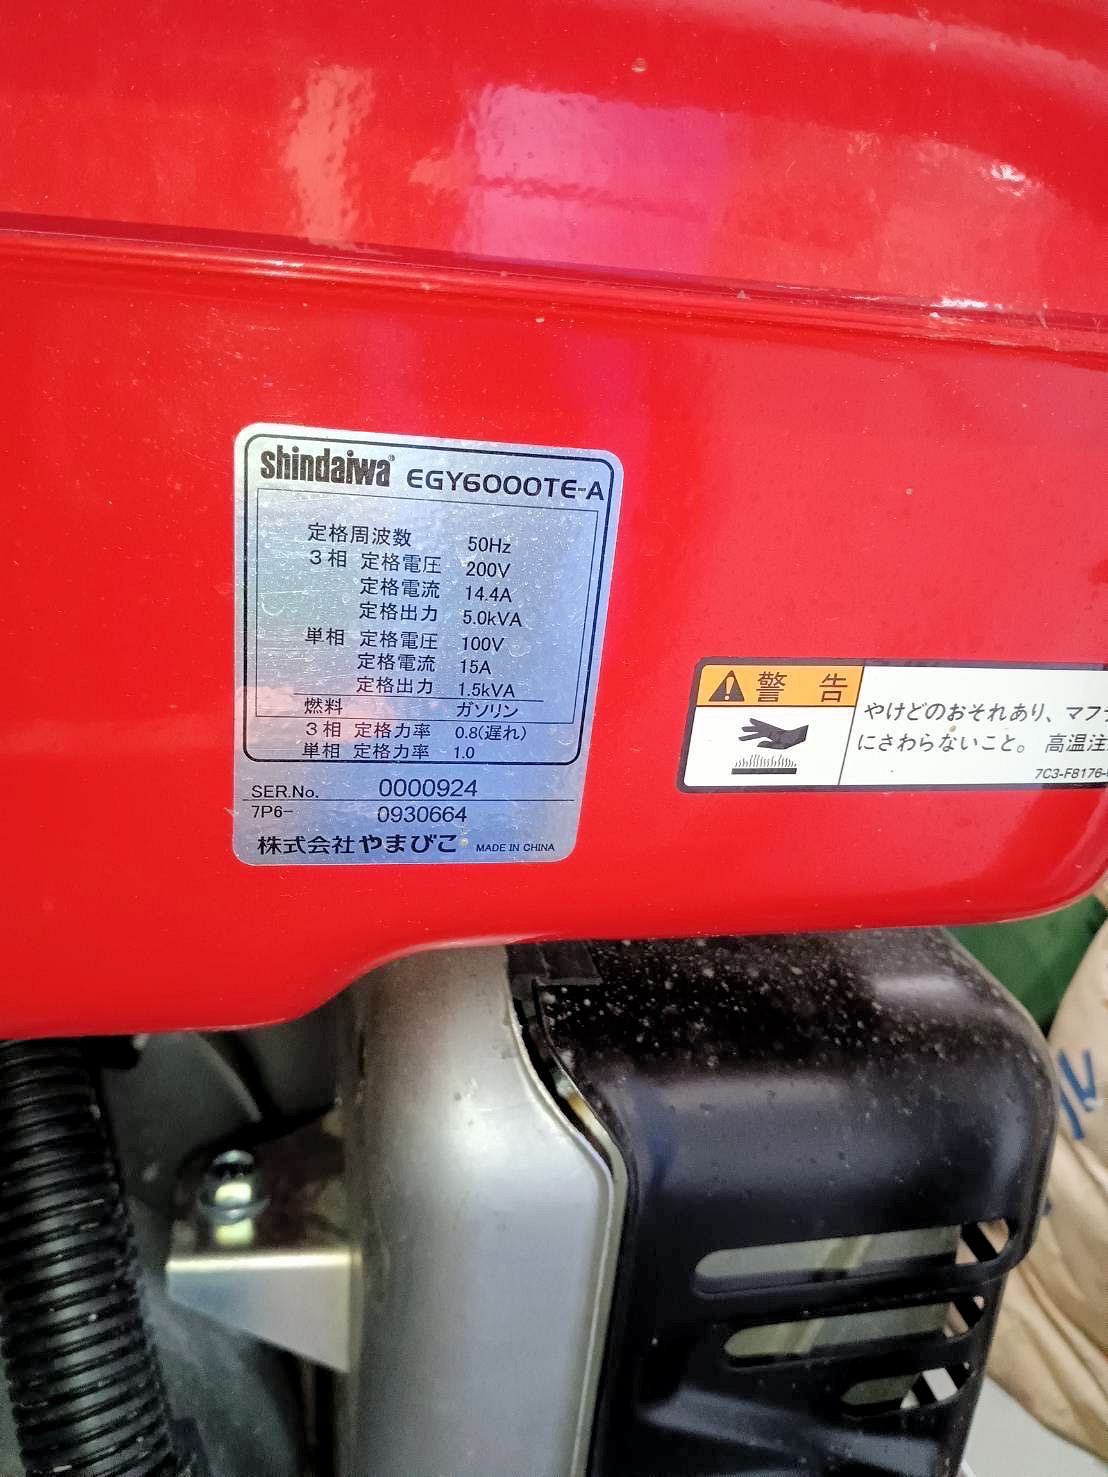 shindaiwa® EGY6000TE-A
定格周波数 50Hz
3相 定格電圧 200V
定格電流 14.4A
定格出力 5.0kVA
単相 定格電圧 100V
定格電流 15A
定格出力 1.5kVA
燃料 ガソリン
3相 定格力率 0.8(遅れ)
単相 定格力率 1.0
SER.No. 0000924
7P6- 0930664
株式会社やまびこ MADE IN CHINA
警告
やけどのおそれあり、マフ
にさわらないこと。 高温注
7C3-F8176-